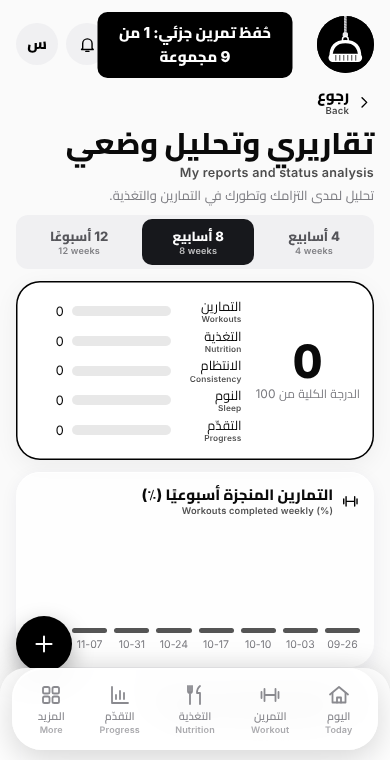 حُفظ تمرين جزئي: 1 من
9 مجموعة
س
رجوع
Back
تقاريري وتحليل وضعي
My reports and status analysis
تحليل لمدى التزامك وتطورك في التمارين والتغذية.
4 أسابيع
4 weeks
8 أسابيع
8 weeks
12 أسبوعًا
12 weeks
0
الدرجة الكلية من 100
التمارين
Workouts
0
التغذية
Nutrition
0
الانتظام
Consistency
0
النوم
Sleep
0
التقدّم
Progress
0
التمارين المنجزة أسبوعيًا (٪)
Workouts completed weekly (%)
09-26
10-03
10-10
10-17
10-24
10-31
11-07
اليوم
Today
التمرين
Workout
التغذية
Nutrition
التقدّم
Progress
المزيد
More